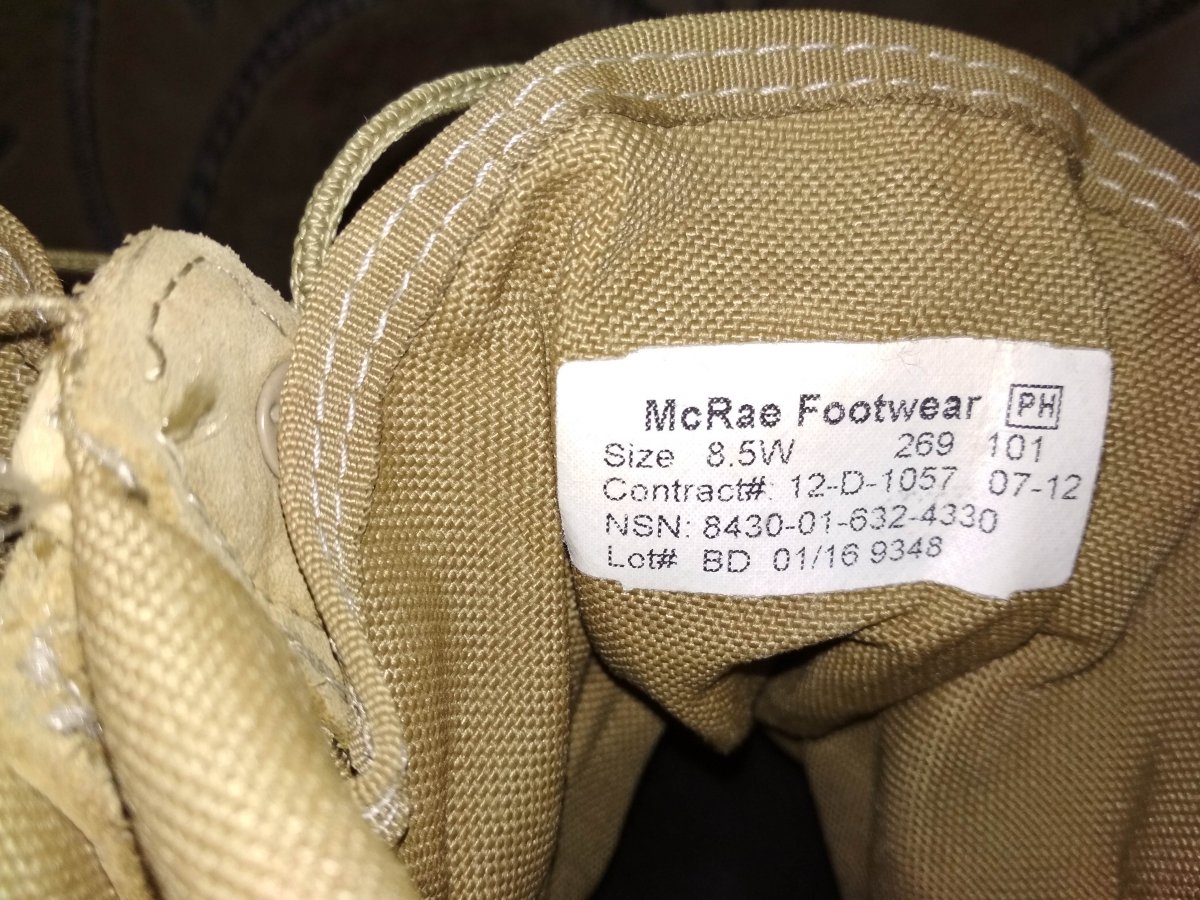 McRae Footwear PH
Size 8.5W 269 101
Contract#: 12-D-1057 07-12
NSN: 8430-01-632-4330
Lot# BD 01/16 9348